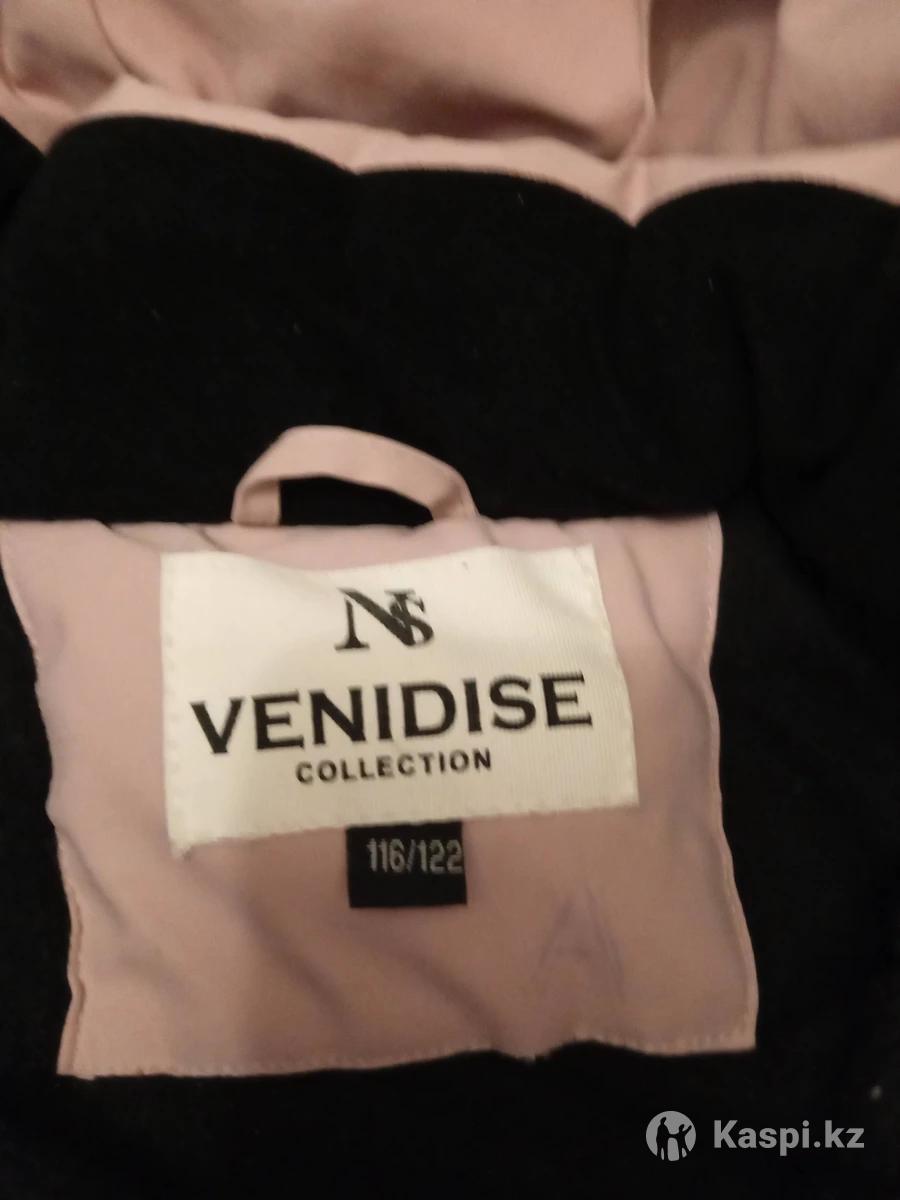 NS
VENIDISE
COLLECTION
116/122
A
Kaspi.kz